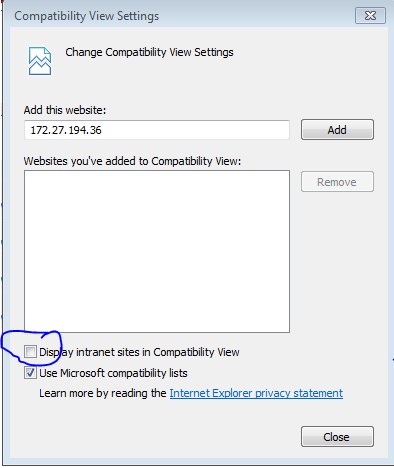 Compatibility View Settings
Change Compatibility View Settings
Add this website:
172.27.194.36
Add
Websites you've added to Compatibility View:
Remove
Display intranet sites in Compatibility View
Use Microsoft compatibility lists
Learn more by reading the Internet Explorer privacy statement
Close